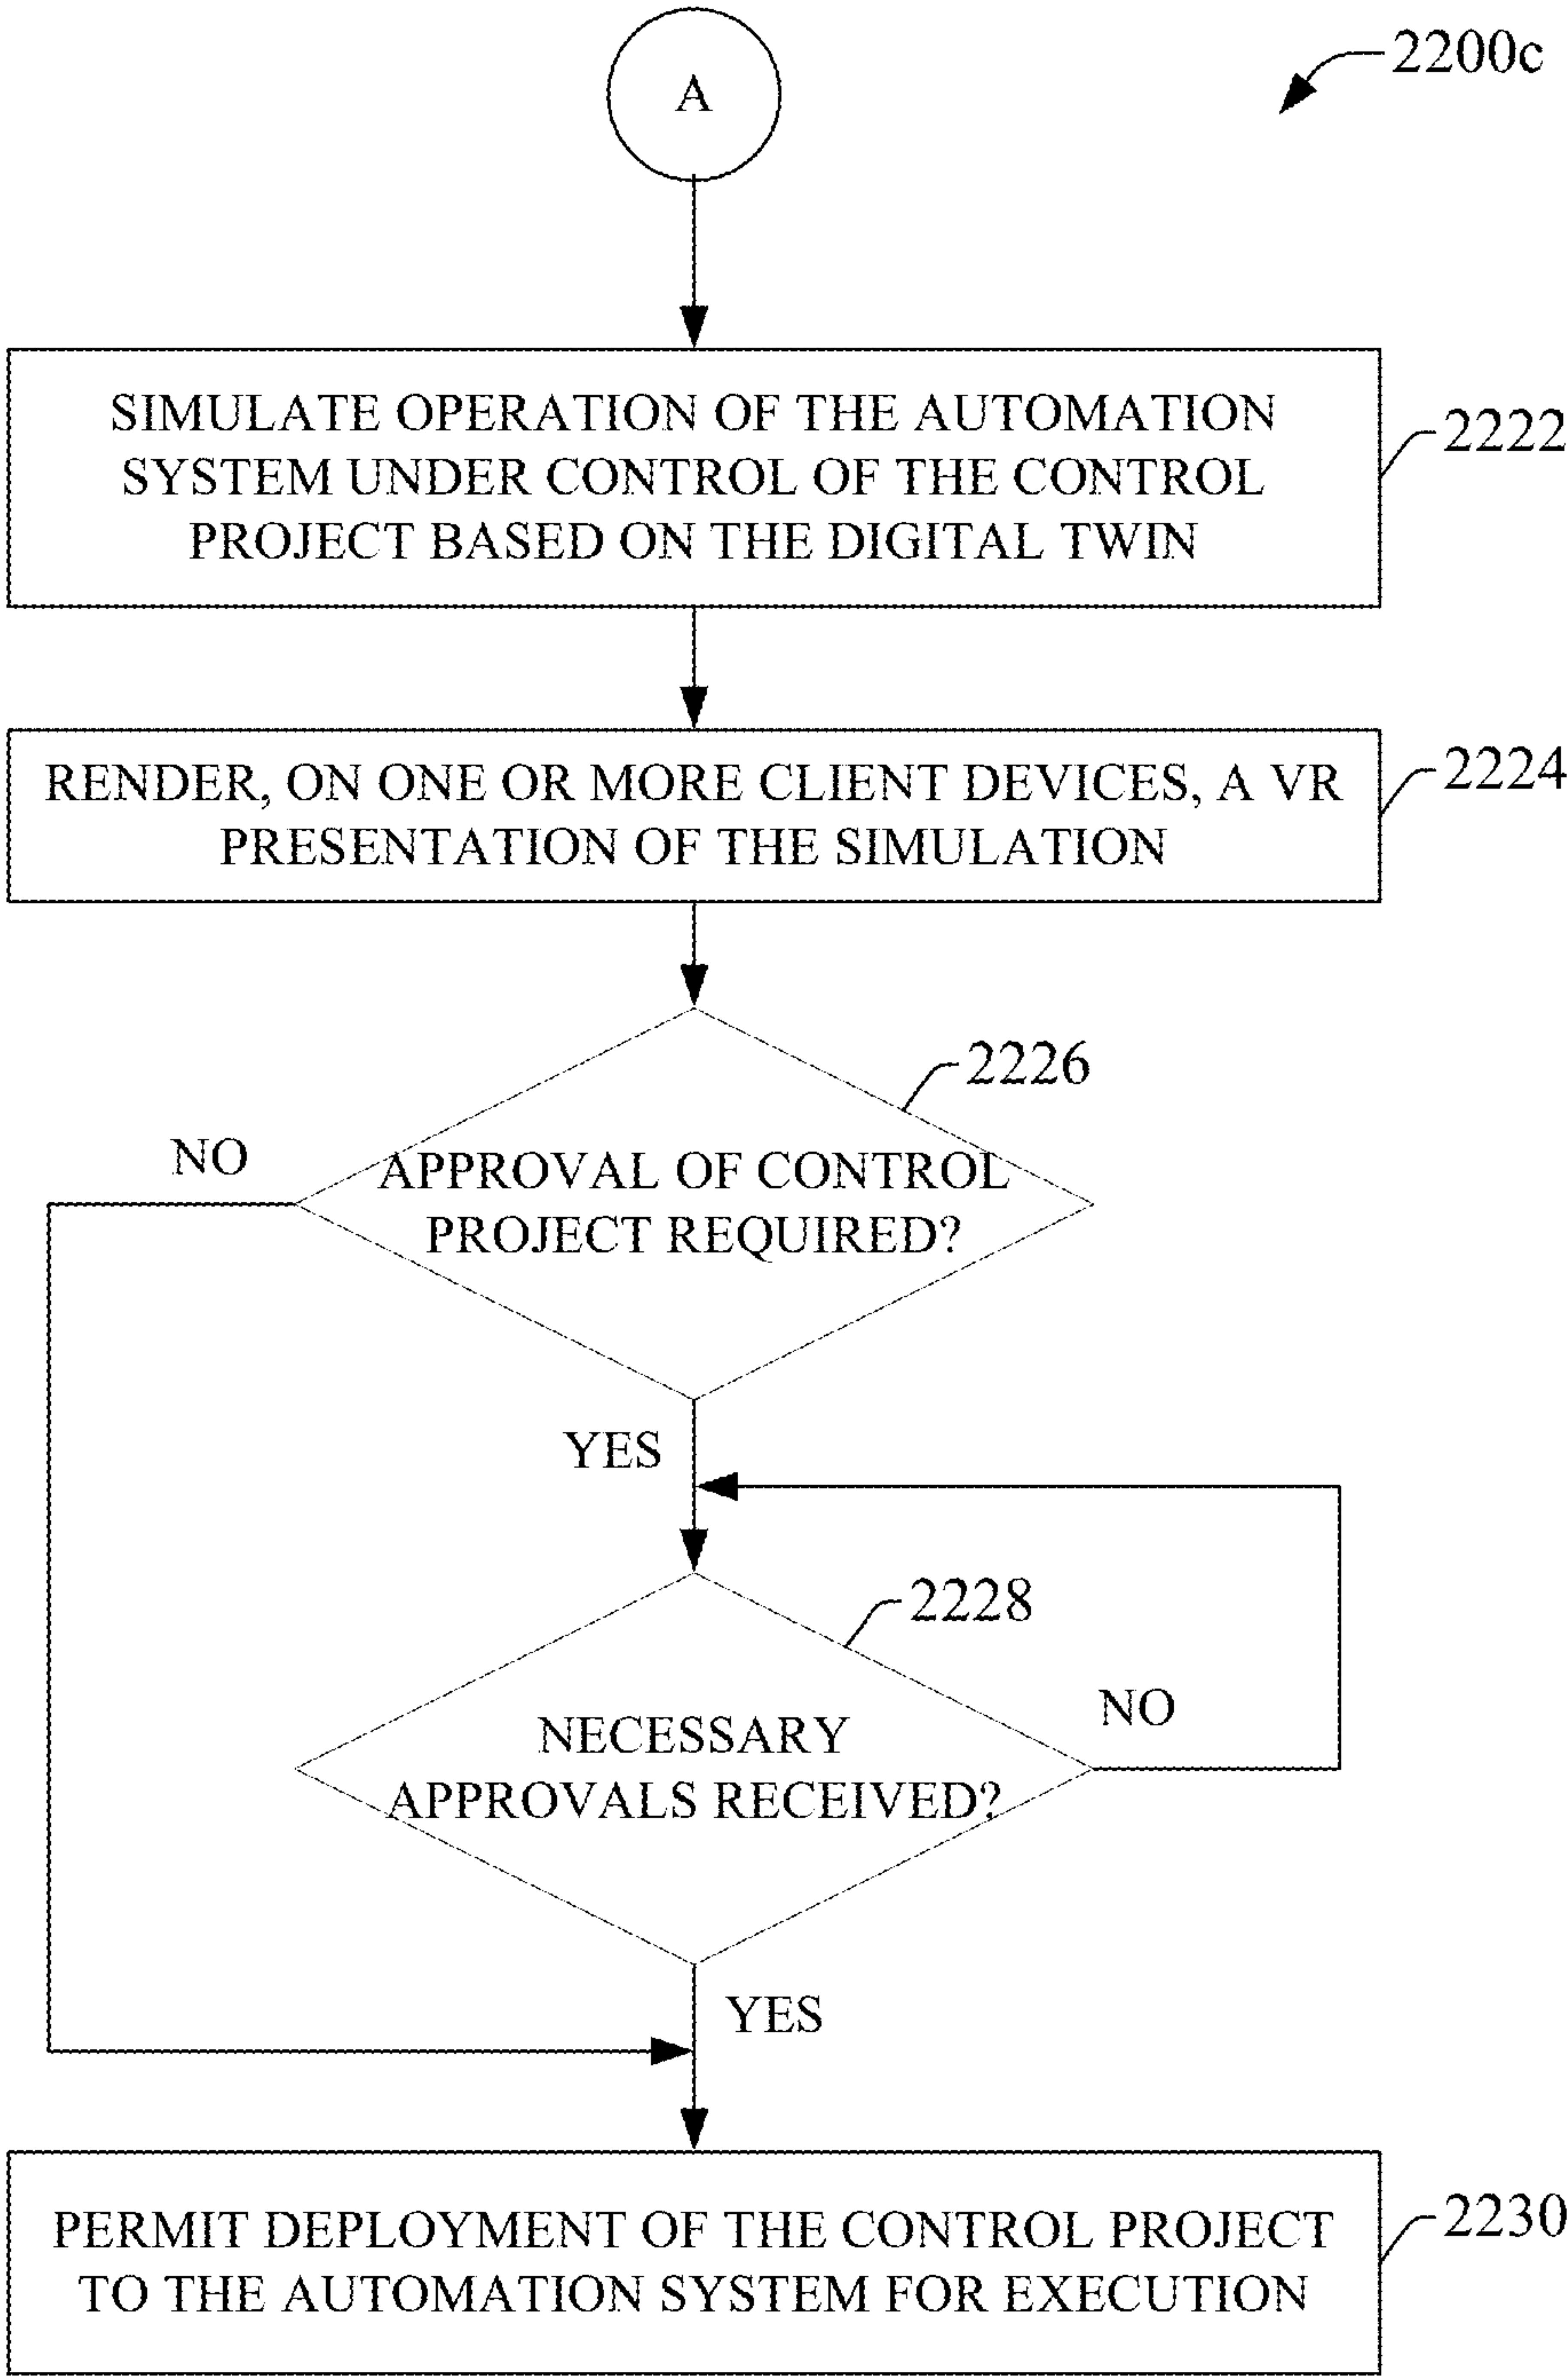 A
2200c
SIMULATE OPERATION OF THE AUTOMATION
SYSTEM UNDER CONTROL OF THE CONTROL
PROJECT BASED ON THE DIGITAL TWIN
2222
RENDER, ON ONE OR MORE CLIENT DEVICES, A VR
PRESENTATION OF THE SIMULATION
2224
2226
NO
APPROVAL OF CONTROL
PROJECT REQUIRED?
YES
2228
NO
NECESSARY
APPROVALS RECEIVED?
YES
PERMIT DEPLOYMENT OF THE CONTROL PROJECT
TO THE AUTOMATION SYSTEM FOR EXECUTION
2230